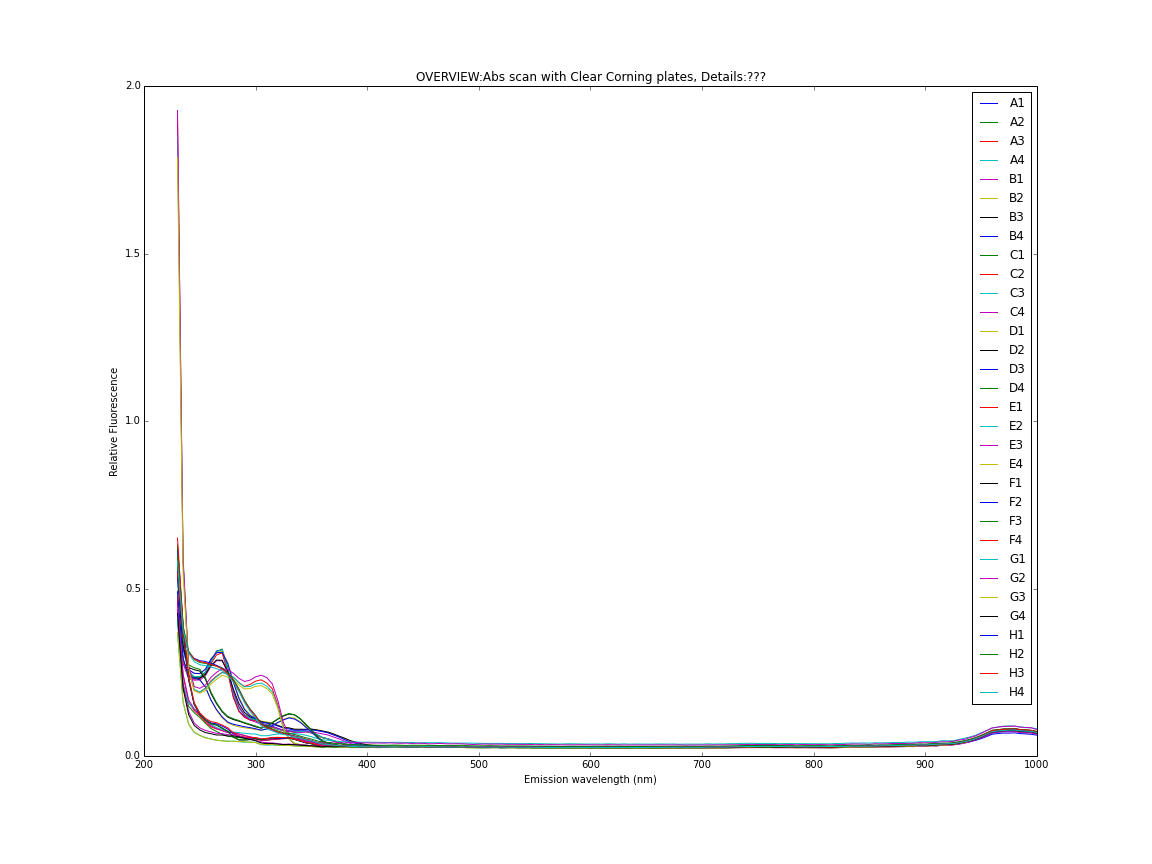 OVERVIEW:Abs scan with Clear Corning plates, Details:???
2.0
1.5
1.0
0.5
0.0
Relative Fluorescence
200
300
400
500
600
700
800
900
1000
Emission wavelength (nm)
A1
A2
A3
A4
B1
B2
B3
B4
C1
C2
C3
C4
D1
D2
D3
D4
E1
E2
E3
E4
F1
F2
F3
F4
G1
G2
G3
G4
H1
H2
H3
H4